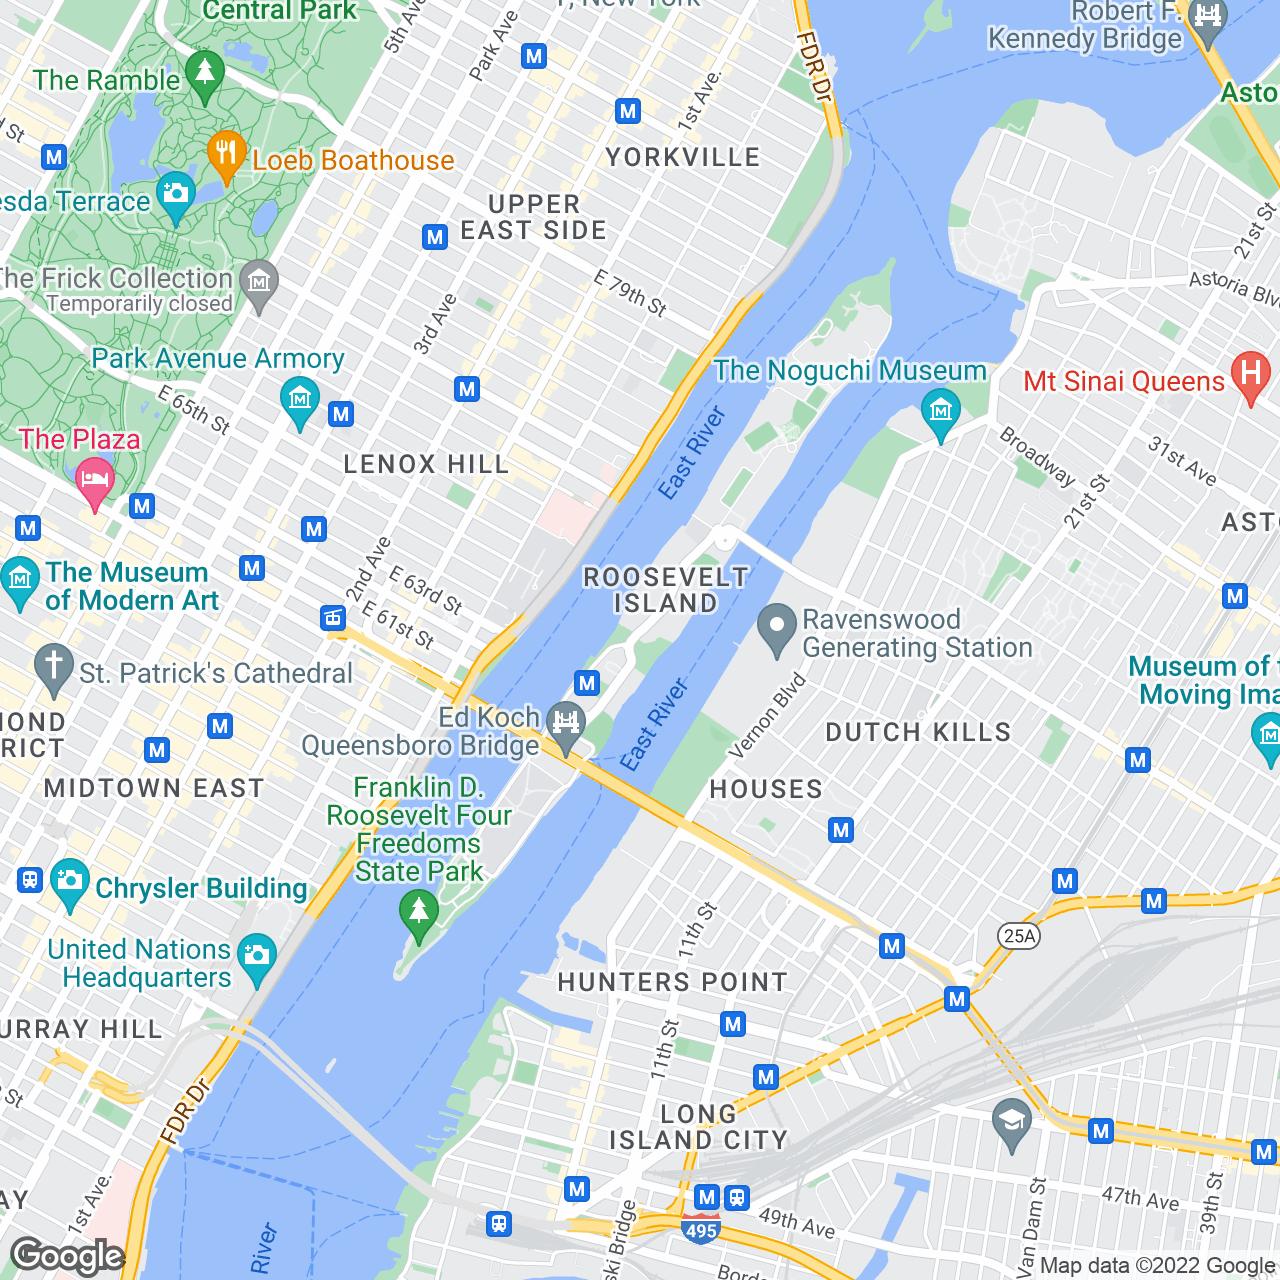 Central Park
5th Ave
Park Ave
New York
FDR Dr
Robert F.
Kennedy Bridge
The Ramble
1st Ave.
Asto
d St
Loeb Boathouse
YORKVILLE
esda Terrace
UPPER
EAST SIDE
21st St
The Frick Collection
Temporarily closed
E 79th St
Astoria Blv
3rd Ave
Park Avenue Armory
The Noguchi Museum
Mt Sinai Queens
E 65th St
East River
The Plaza
LENOX HILL
Broadway
31st Ave
21st St
ASTO
2nd Ave
The Museum
of Modern Art
E 63rd St
E 61st St
ROOSEVELT
ISLAND
Ravenswood
Generating Station
St. Patrick's Cathedral
Museum of t
Moving Ima
East River
Vernon Blvd
MOND
RICT
Ed Koch
Queensboro Bridge
DUTCH KILLS
MIDTOWN EAST
HOUSES
Franklin D.
Roosevelt Four
Freedoms
State Park
Chrysler Building
11th St
25A
United Nations
Headquarters
HUNTERS POINT
URRAY HILL
11th St
St
FDR Dr
LONG
ISLAND CITY
AY
1st Ave.
47th Ave
39th St
Van Dam St
49th Ave
495
ski Bridge
River
Borde
Google
Map data ©2022 Google